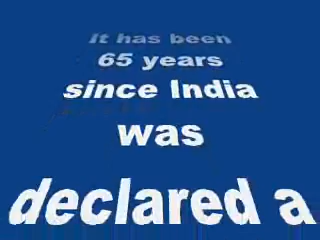 It has been
65 years
since India
was
declared a